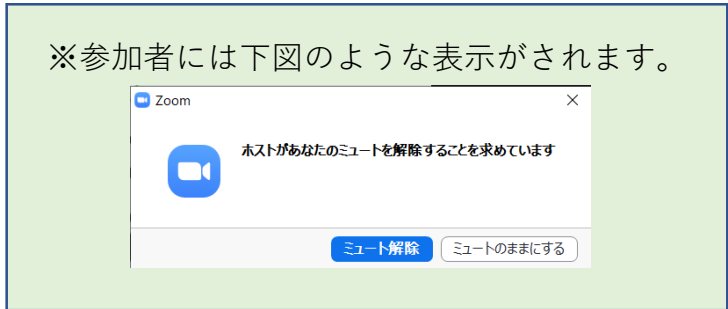 ※参加者には下図のような表示がされます。
Zoom
ホストがあなたのミュートを解除することを求めています
ミュート解除 ミュートのままにする